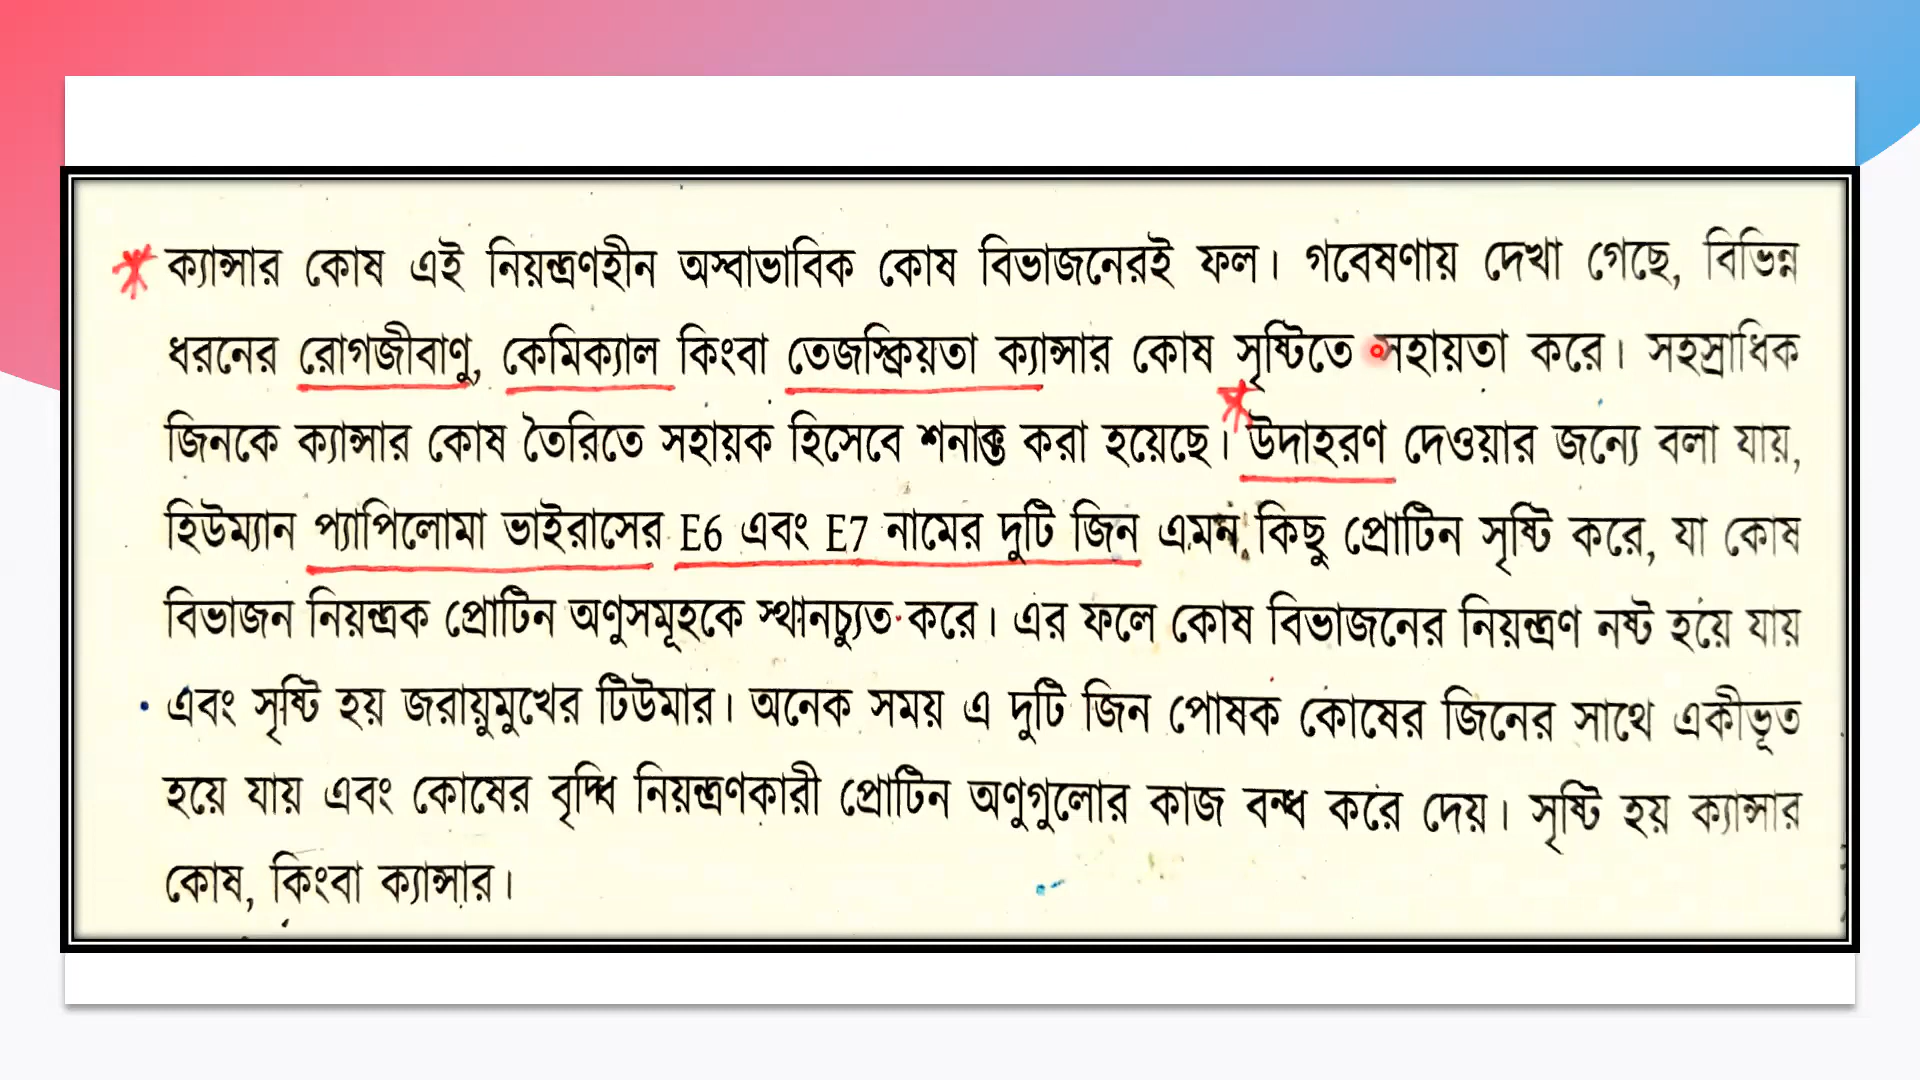 ক্যান্সার কোষ এই নিয়ন্ত্রণহীন অস্বাভাবিক কোষ বিভাজনেরই ফল। গবেষণায় দেখা গেছে, বিভিন্ন
ধরনের রোগজীবাণু, কেমিক্যাল কিংবা তেজস্ক্রিয়তা ক্যান্সার কোষ সৃষ্টিতে সহায়তা করে। সহস্রাধিক
জিনকে ক্যান্সার কোষ তৈরিতে সহায়ক হিসেবে শনাক্ত করা হয়েছে। উদাহরণ দেওয়ার জন্যে বলা যায়,
হিউম্যান প্যাপিলোমা ভাইরাসের E6 এবং E7 নামের দুটি জিন এমন কিছু প্রোটিন সৃষ্টি করে, যা কোষ
বিভাজন নিয়ন্ত্রক প্রোটিন অণুসমূহকে স্থানচ্যুত করে। এর ফলে কোষ বিভাজনের নিয়ন্ত্রণ নষ্ট হয়ে যায়
এবং সৃষ্টি হয় জরায়ুমুখের টিউমার। অনেক সময় এ দুটি জিন পোষক কোষের জিনের সাথে একীভূত
হয়ে যায় এবং কোষের বৃদ্ধি নিয়ন্ত্রণকারী প্রোটিন অণুগুলোর কাজ বন্ধ করে দেয়। সৃষ্টি হয় ক্যান্সার
কোষ, কিংবা ক্যান্সার।